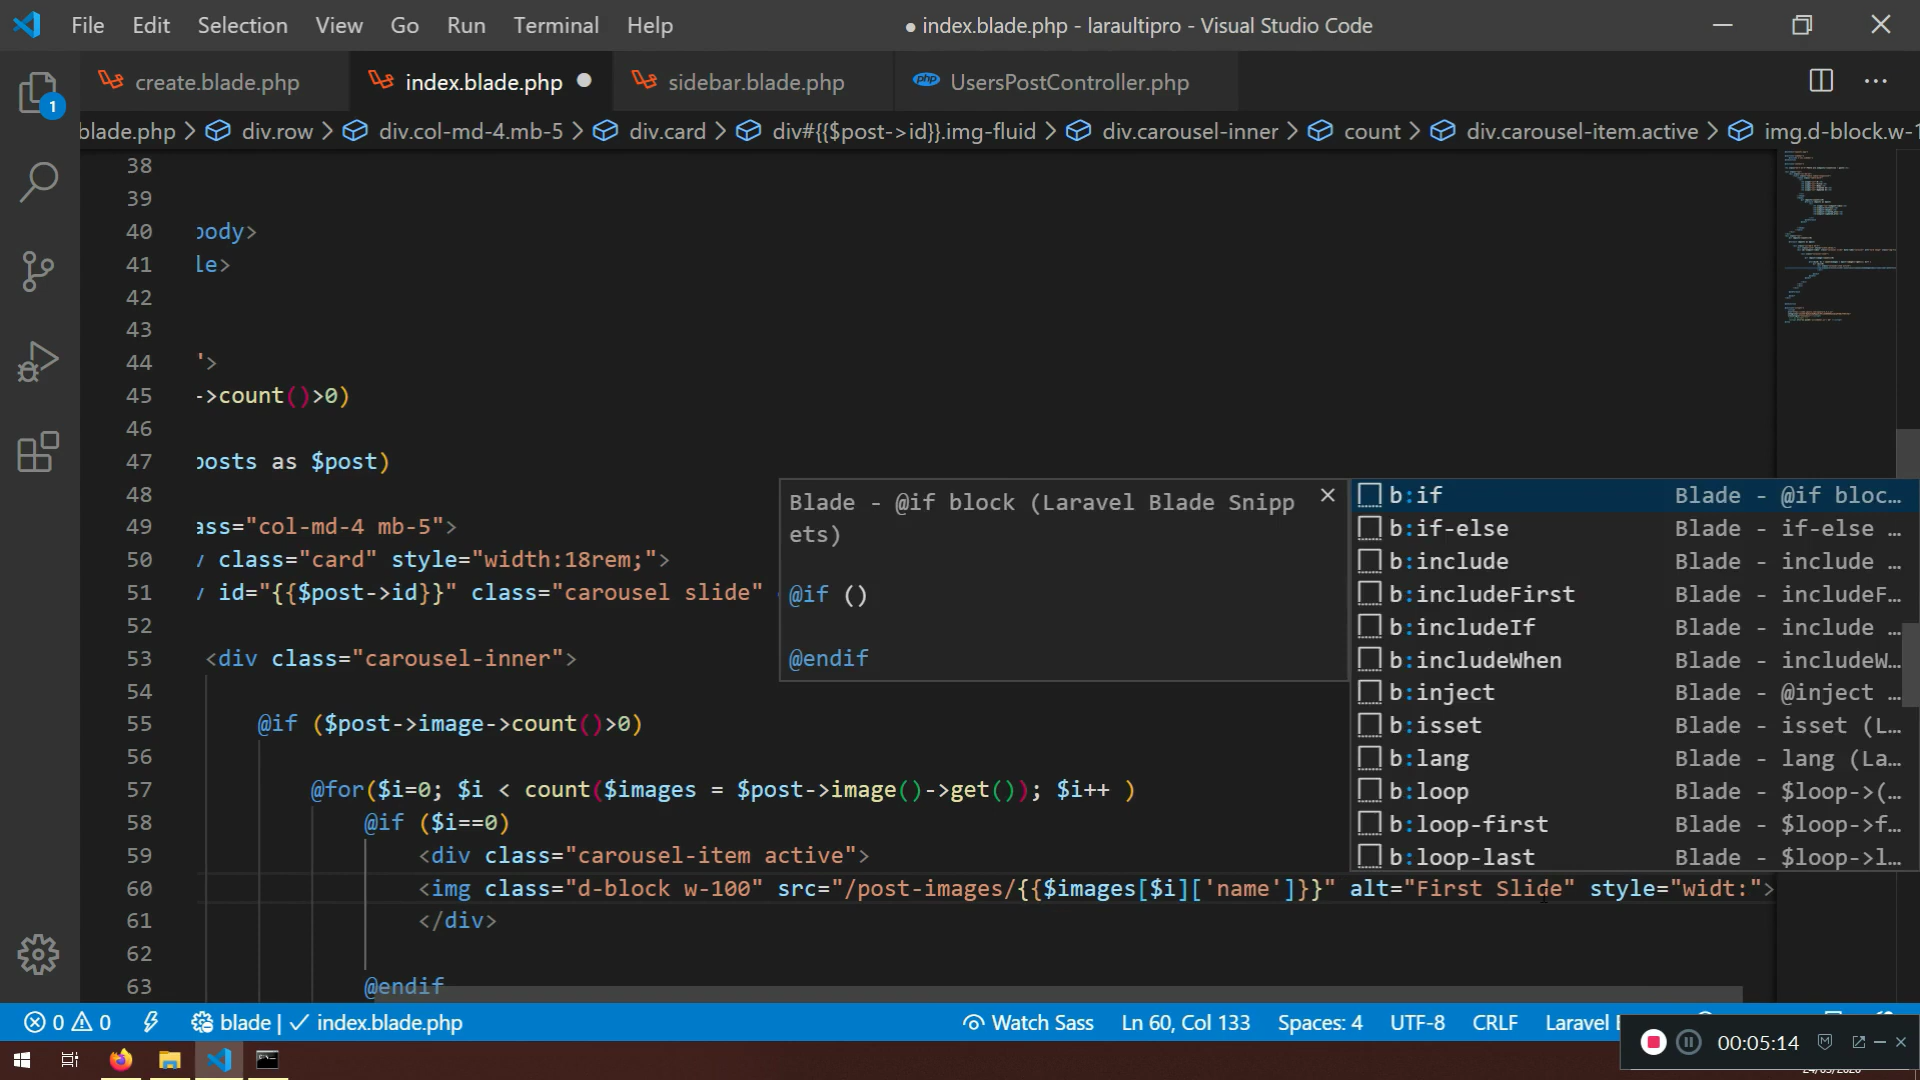 File Edit Selection View Go Run Terminal Help
● index.blade.php - laraultipro - Visual Studio Code
create.blade.php
index.blade.php
sidebar.blade.php
php UsersPostController.php
1
blade.php > div.row > div.col-md-4.mb-5 > div.card > div#{{$post->id}}.img-fluid > div.carousel-inner > count > div.carousel-item.active > img.d-block.w-1
38
39
40 body>
41 le>
42
43
44 '>
45 ->count()>0)
46
47 posts as $post)
48
49 ass="col-md-4 mb-5">
50 v class="card" style="width:18rem;">
51 v id="{{$post->id}}" class="carousel slide"
52
53 <div class="carousel-inner">
54
55 @if ($post->image->count()>0)
56
57 @for($i=0; $i < count($images = $post->image()->get()); $i++ )
58 @if ($i==0)
59 <div class="carousel-item active">
60 <img class="d-block w-100" src="/post-images/{{$images[$i]['name']}}" alt="First Slide" style="widt:">
61 </div>
62
63 @endif
Blade - @if block (Laravel Blade Snipp
ets)
@if ()
@endif
b:if Blade - @if bloc…
b:if-else Blade - if-else …
b:include Blade - include …
b:includeFirst Blade - includeF…
b:includeIf Blade - include …
b:includeWhen Blade - includeW…
b:inject Blade - @inject …
b:isset Blade - isset (L…
b:lang Blade - lang (La…
b:loop Blade - $loop->(…
b:loop-first Blade - $loop->f…
b:loop-last Blade - $loop->l…
0 0 blade | ✓ index.blade.php
Watch Sass Ln 60, Col 133 Spaces: 4 UTF-8 CRLF Laravel
00:05:14